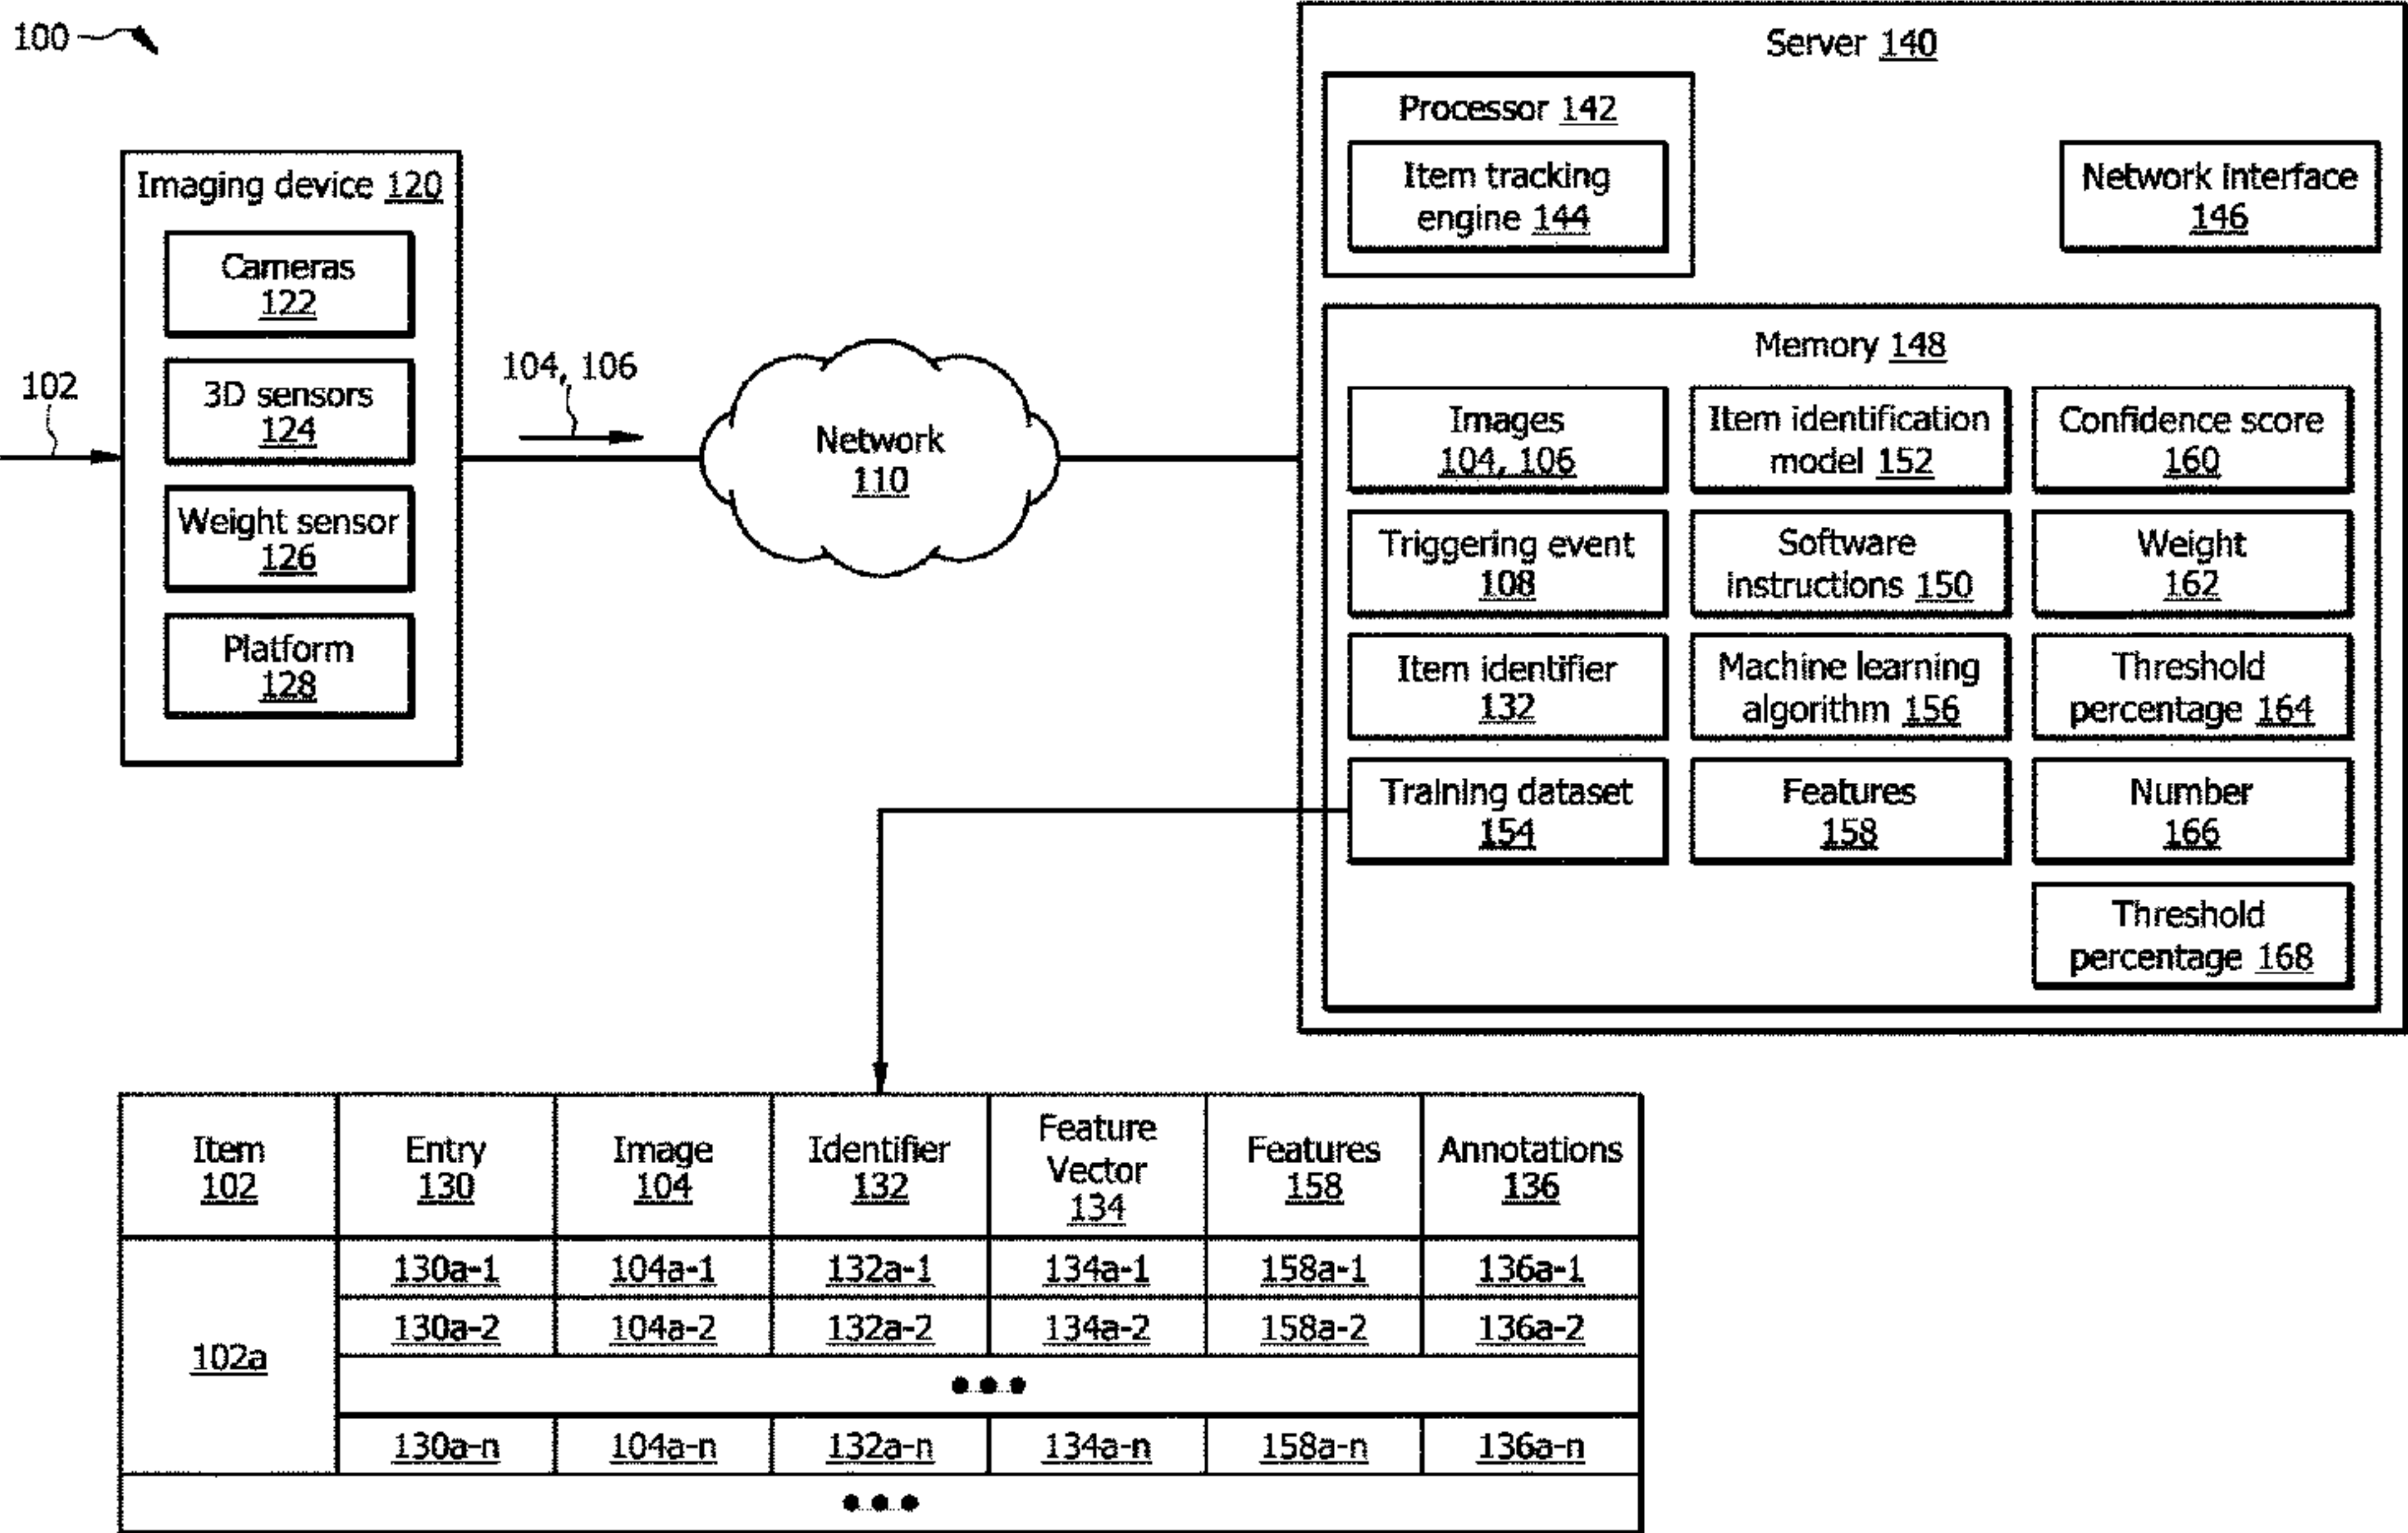 100
Server 140
Processor 142
Item tracking
engine 144
Network interface
146
Imaging device 120
Cameras
122
3D sensors
124
Weight sensor
126
Platform
128
102
104, 106
Network
110
Memory 148
Images
104, 106
Item identification
model 152
Confidence score
160
Triggering event
108
Software
instructions 150
Weight
162
Item identifier
132
Machine learning
algorithm 156
Threshold
percentage 164
Training dataset
154
Features
158
Number
166
Threshold
percentage 168
Item
102
Entry
130
Image
104
Identifier
132
Feature
Vector
134
Features
158
Annotations
136
102a
130a-1 104a-1 132a-1 134a-1 158a-1 136a-1
130a-2 104a-2 132a-2 134a-2 158a-2 136a-2
•••
130a-n 104a-n 132a-n 134a-n 158a-n 136a-n
•••